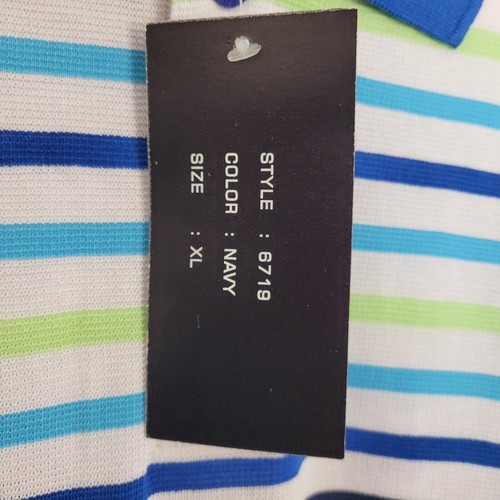 STYLE : 6719
COLOR : NAVY
SIZE : XL